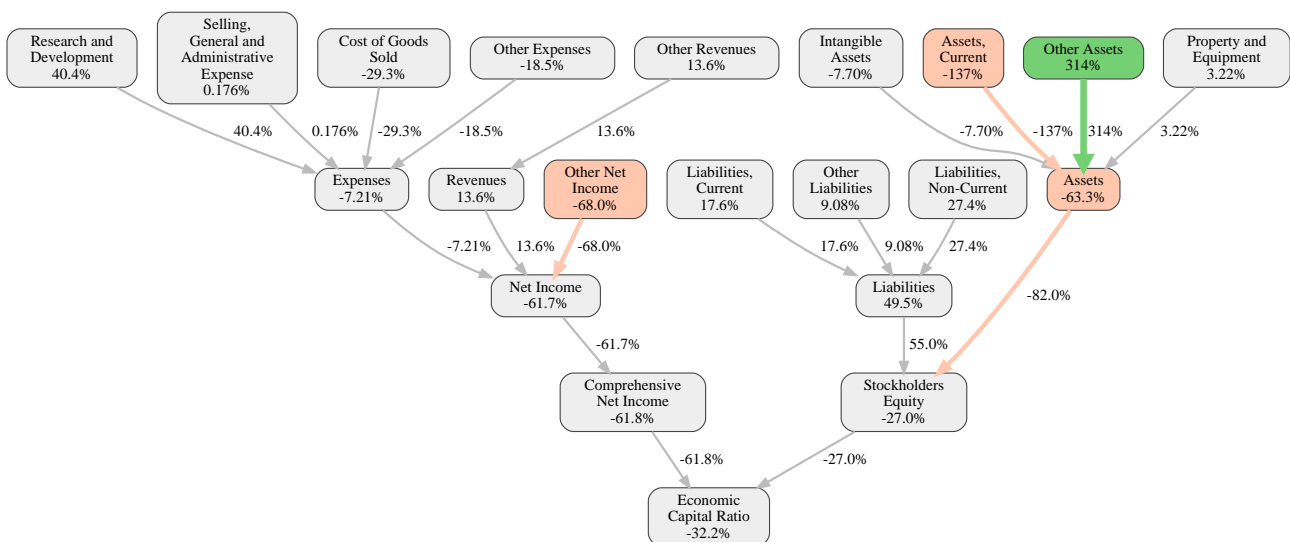 Research and
Development
40.4%
Selling,
General and
Administrative
Expense
0.176%
Cost of Goods
Sold
-29.3%
Other Expenses
-18.5%
Other Revenues
13.6%
Intangible
Assets
-7.70%
Assets,
Current
-137%
Other Assets
314%
Property and
Equipment
3.22%
40.4%
0.176%
-29.3%
-18.5%
13.6%
-7.70%
-137%
314%
3.22%
Expenses
-7.21%
Revenues
13.6%
Other Net
Income
-68.0%
Liabilities,
Current
17.6%
Other
Liabilities
9.08%
Liabilities,
Non-Current
27.4%
Assets
-63.3%
-7.21%
13.6%
-68.0%
17.6%
9.08%
27.4%
-82.0%
Net Income
-61.7%
Liabilities
49.5%
-61.7%
55.0%
Comprehensive
Net Income
-61.8%
Stockholders
Equity
-27.0%
-61.8%
-27.0%
Economic
Capital Ratio
-32.2%